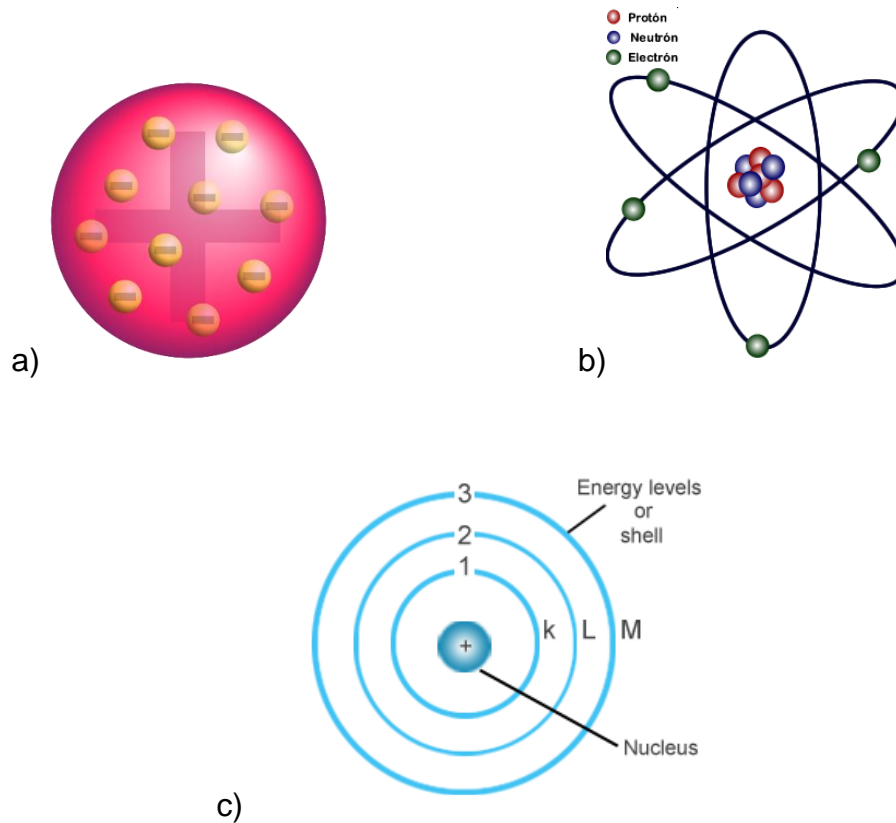 Protón
Neutrón
Electrón
a)
b)
3
2
1
Energy levels
or
shell
k L M
+
Nucleus
c)